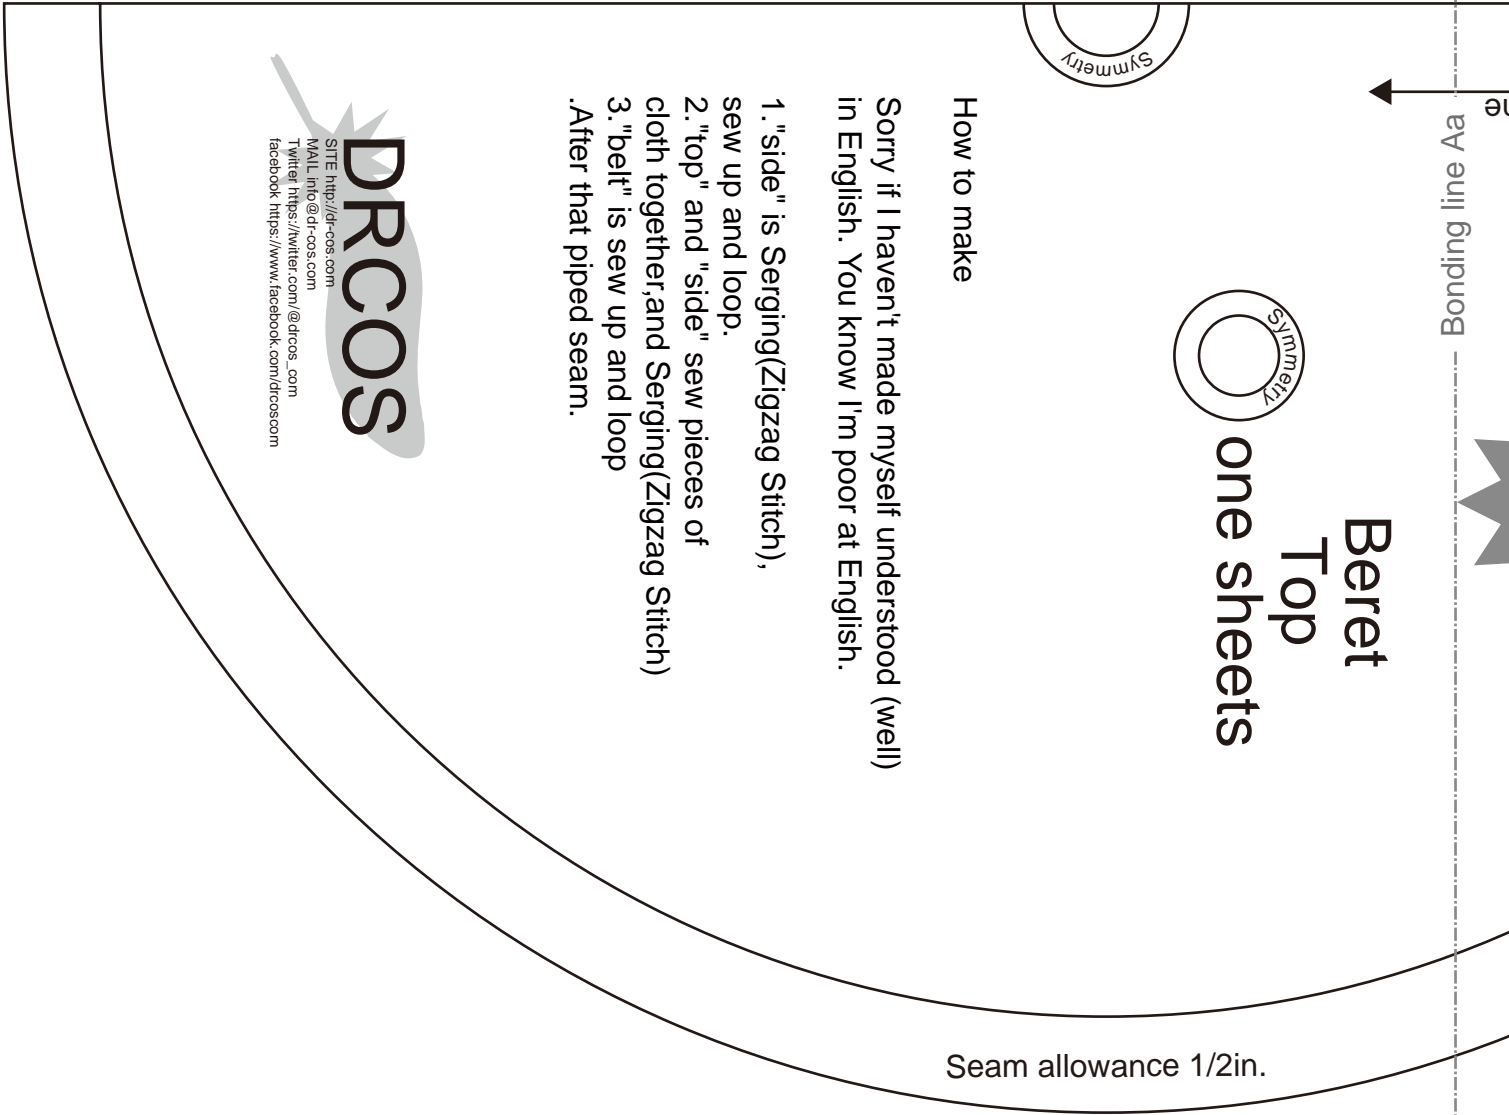 Symmetry
Bonding line Aa
Symmetry
Beret
Top
one sheets
How to make
Sorry if I haven't made myself understood (well)
in English. You know I'm poor at English.
1."side" is Serging(Zigzag Stitch),
sew up and loop.
2."top" and "side" sew pieces of
cloth together,and Serging(Zigzag Stitch)
3."belt" is sew up and loop
.After that piped seam.
DRCOS
SITE http://dr-cos.com
MAIL info@dr-cos.com
Twitter https://twitter.com/@drcos_com
facebook https://www.facebook.com/drcoscom
Seam allowance 1/2in.